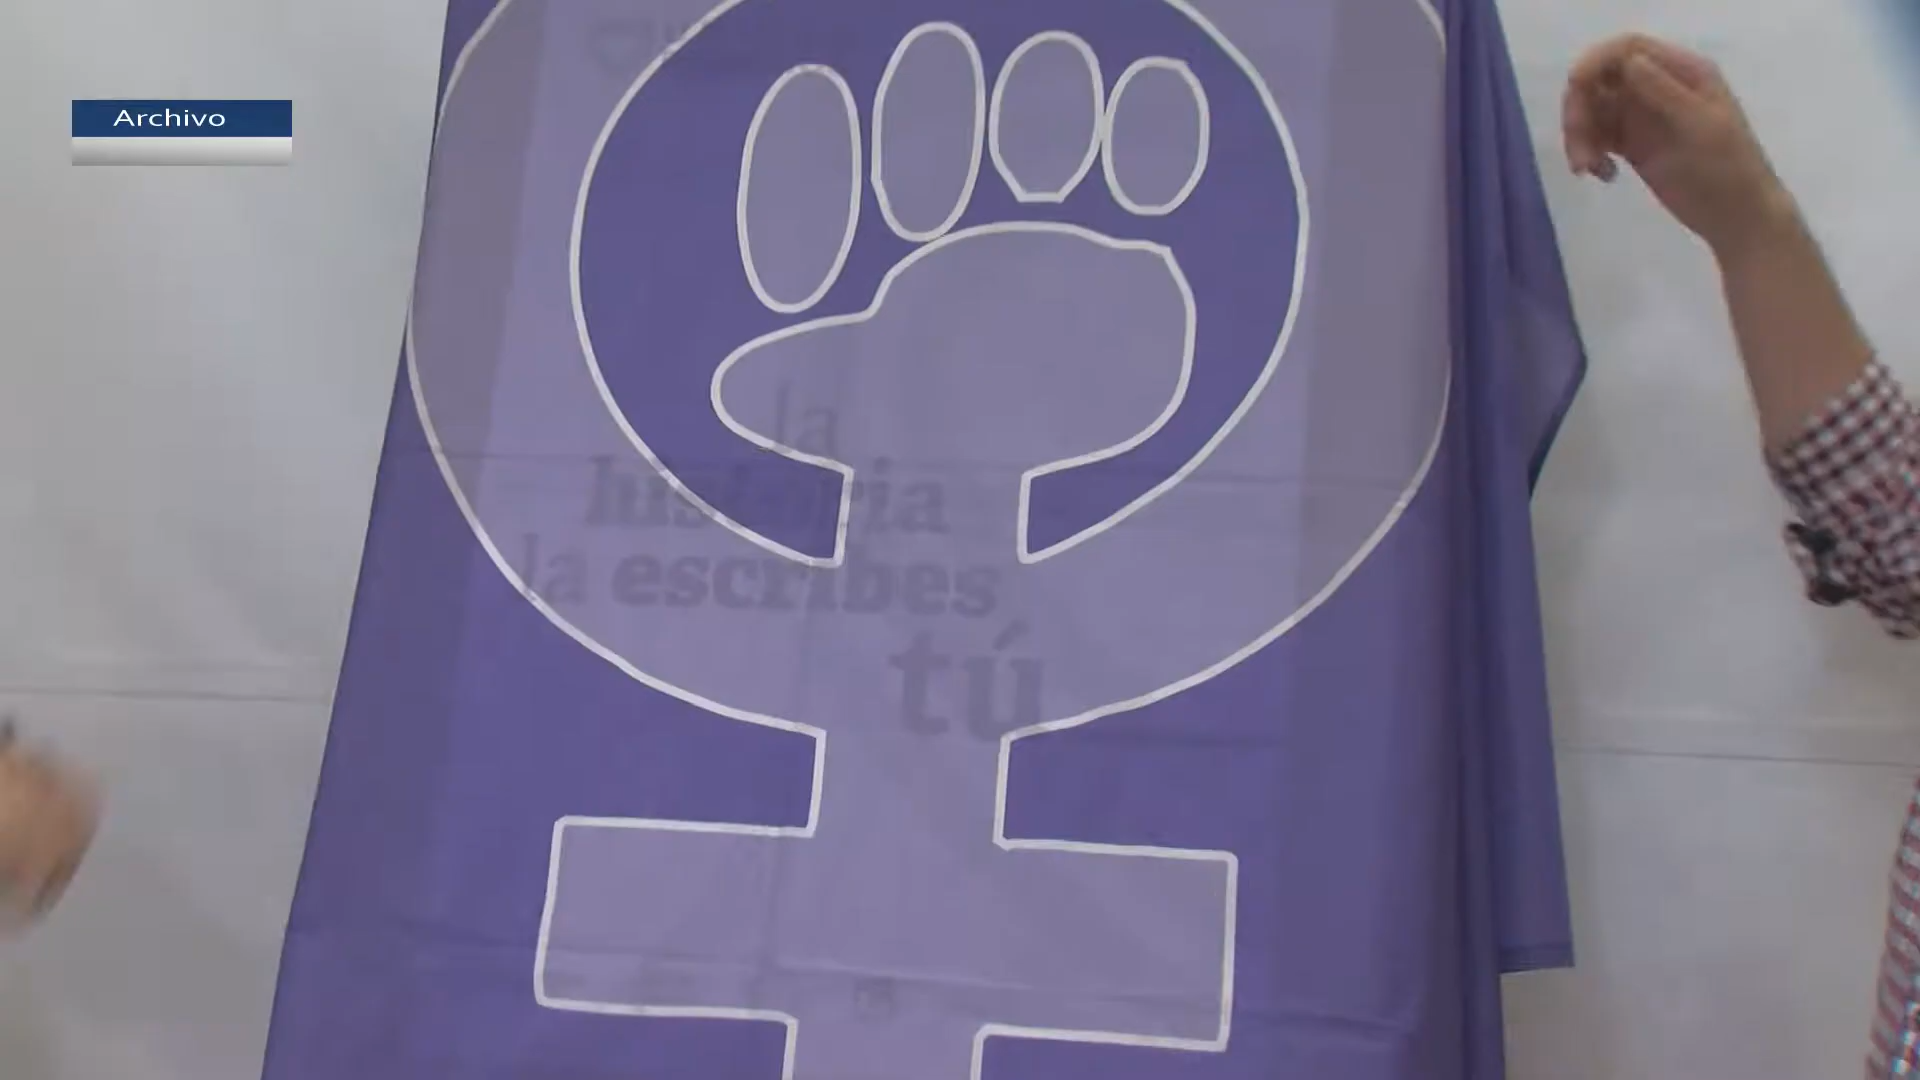 Archivo
la
historia
la escribes
tú